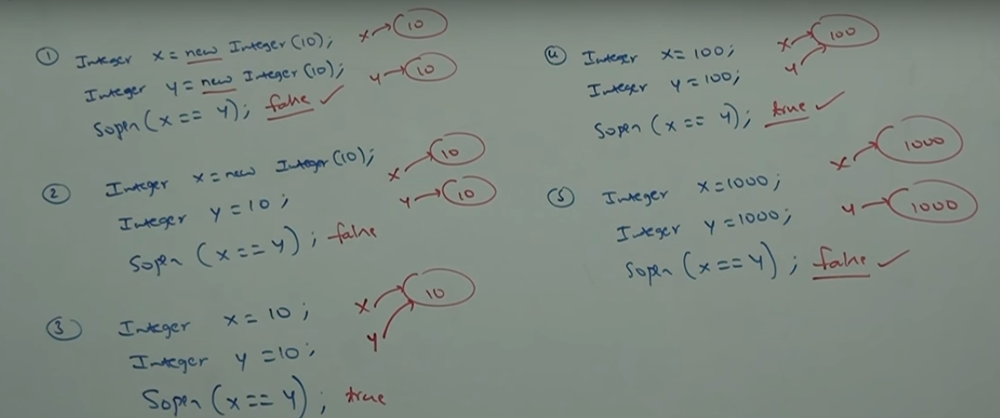 ① Integer x = new Integer(10); x → 10
Integer y = new Integer(10); y → 10
Sopln(x == y); false ✓
② Integer x = new Integer(10); x → 10
Integer y = 10; y → 10
Sopln (x == y); false
③ Integer x = 10; x → 10
Integer y = 10; y
Sopln (x == y); true
④ Integer x = 100; x → 100
Integer y = 100; y
Sopln (x == y); true ✓
⑤ Integer x = 1000; x → 1000
Integer y = 1000; y → 1000
Sopln (x == y); false ✓